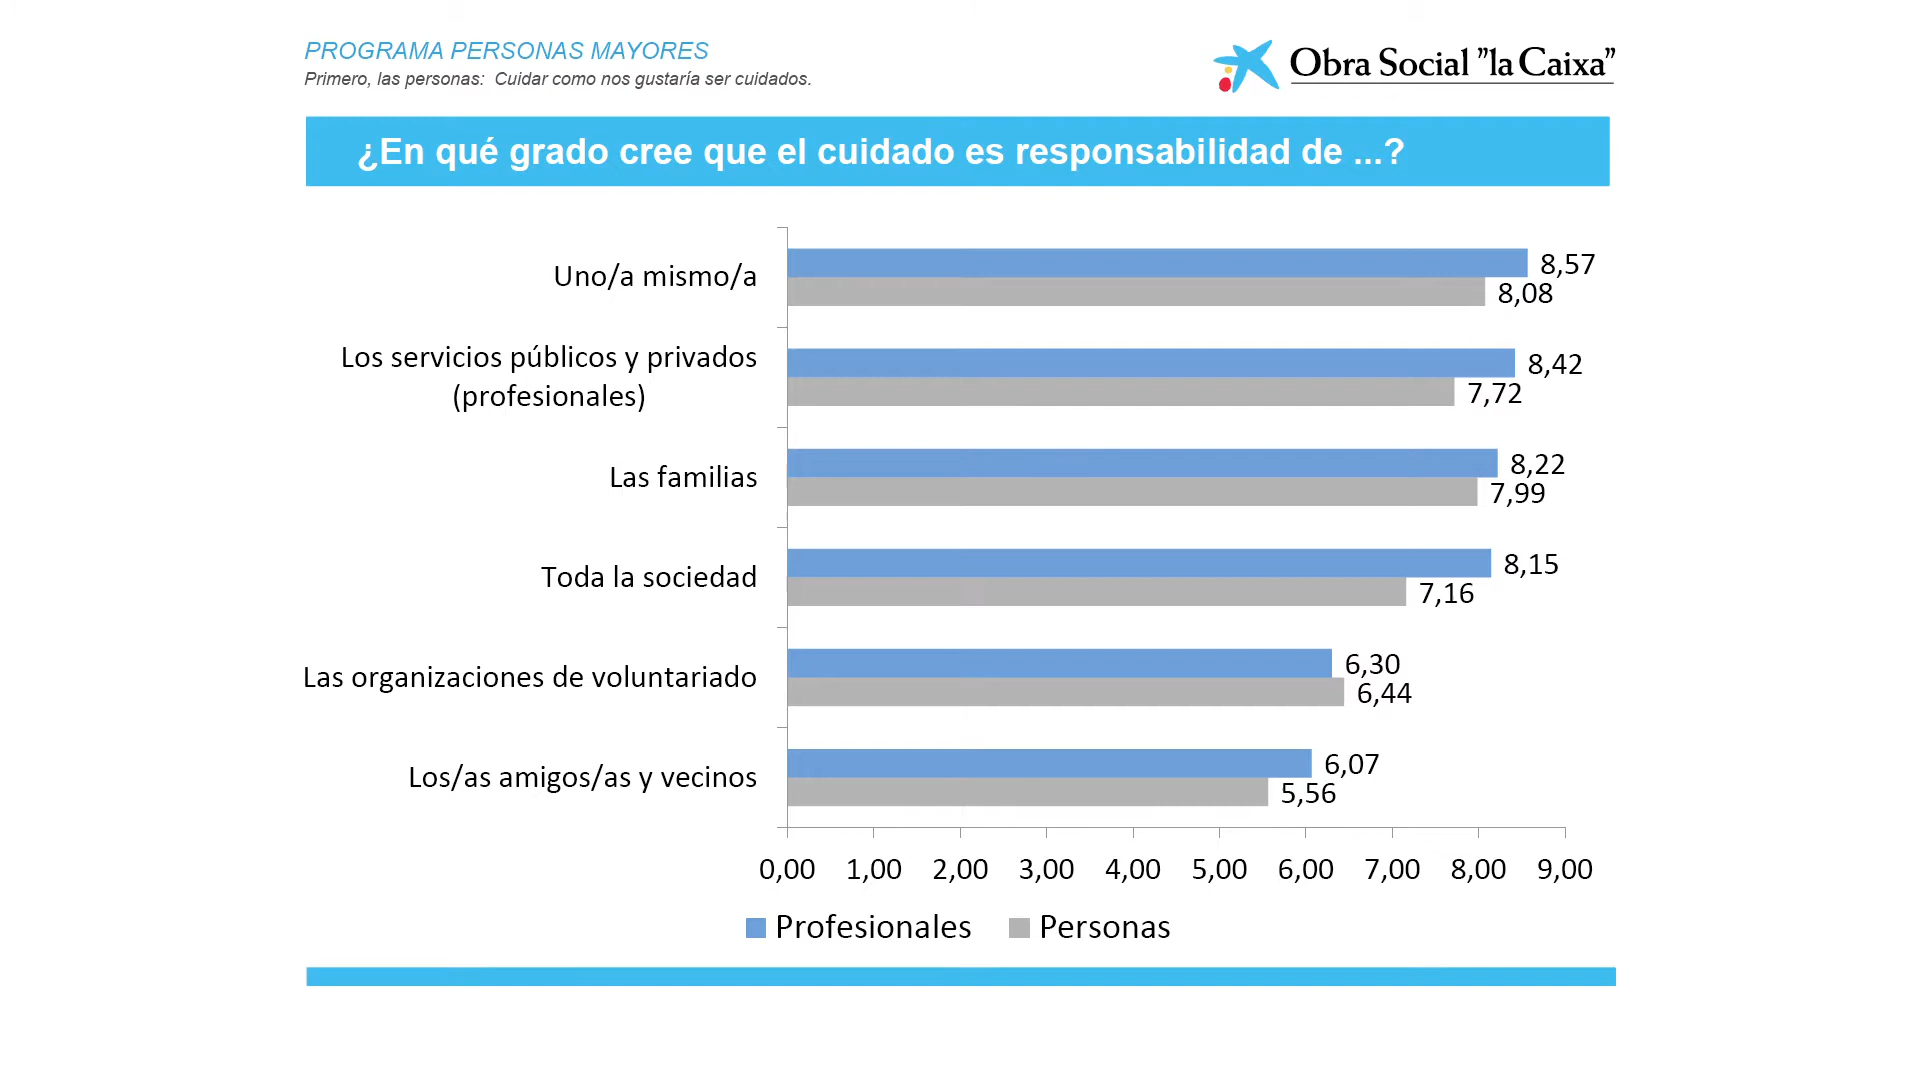 PROGRAMA PERSONAS MAYORES
Primero, las personas: Cuidar como nos gustaría ser cuidados.
Obra Social "la Caixa"
¿En qué grado cree que el cuidado es responsabilidad de ...?
Uno/a mismo/a
8,57
8,08
Los servicios públicos y privados
(profesionales)
8,42
7,72
Las familias
8,22
7,99
Toda la sociedad
8,15
7,16
Las organizaciones de voluntariado
6,30
6,44
Los/as amigos/as y vecinos
6,07
5,56
0,00 1,00 2,00 3,00 4,00 5,00 6,00 7,00 8,00 9,00
Profesionales Personas